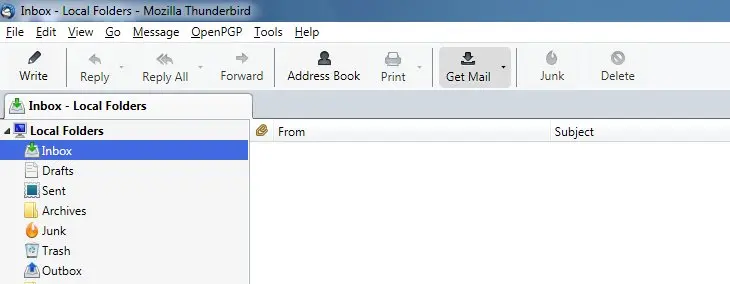 Inbox - Local Folders - Mozilla Thunderbird
File Edit View Go Message OpenPGP Tools Help
Write Reply Reply All Forward Address Book Print Get Mail Junk Delete
Inbox - Local Folders
Local Folders
From Subject
Inbox
Drafts
Sent
Archives
Junk
Trash
Outbox